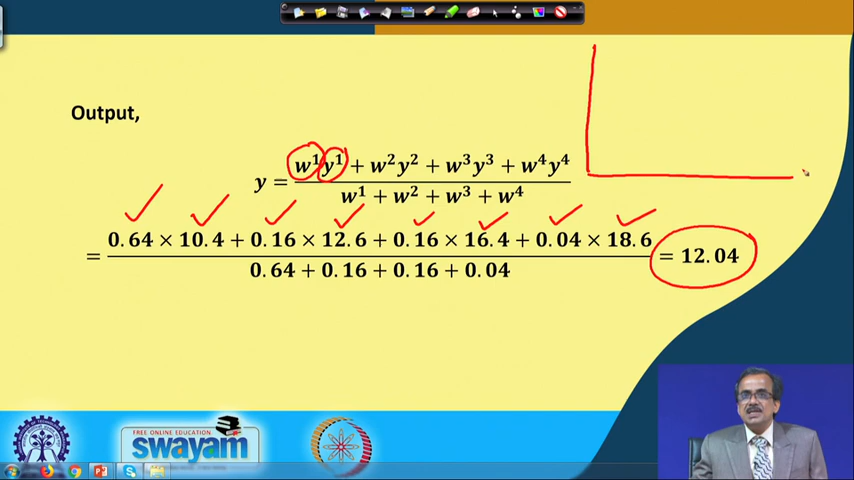 Output,
y = (w¹y¹ + w²y² + w³y³ + w⁴y⁴) / (w¹ + w² + w³ + w⁴)
= (0.64 × 10.4 + 0.16 × 12.6 + 0.16 × 16.4 + 0.04 × 18.6) / (0.64 + 0.16 + 0.16 + 0.04) = 12.04
FREE ONLINE EDUCATION
swayam